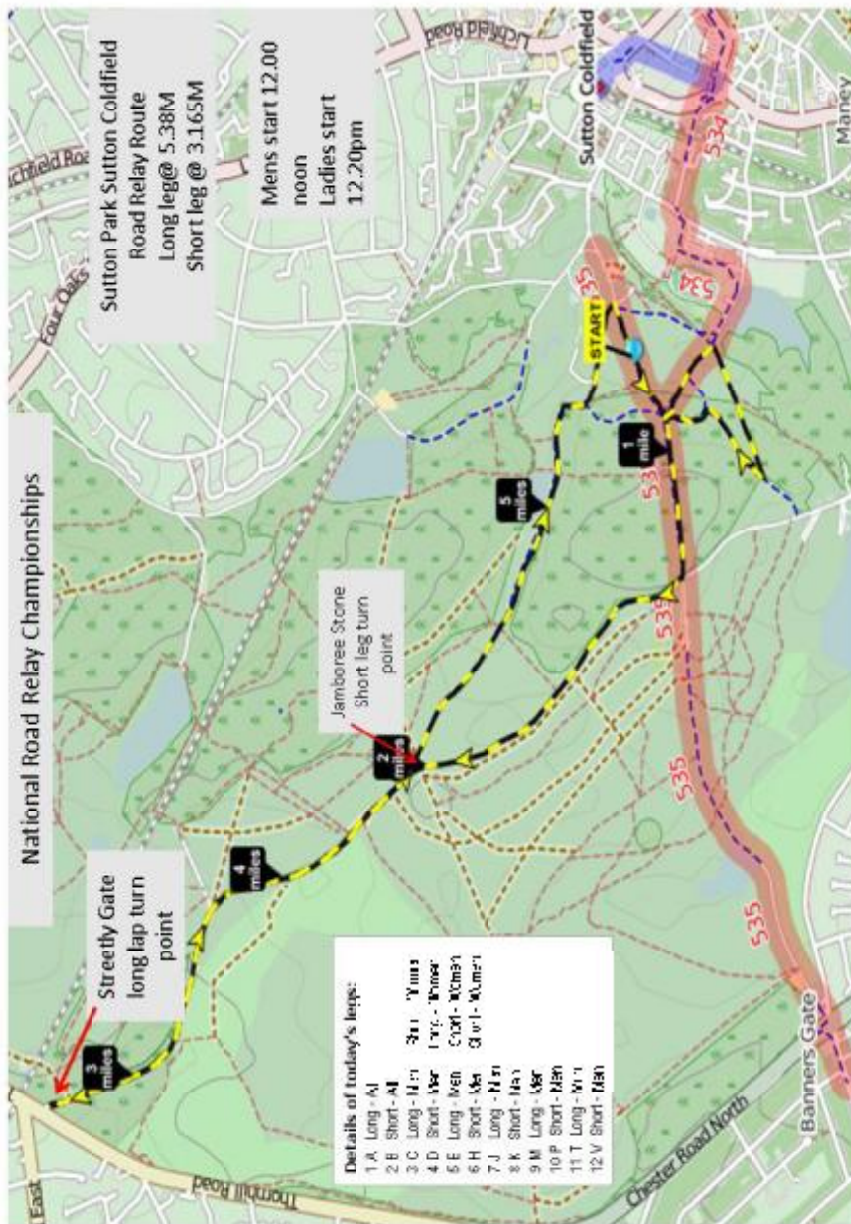 National Road Relay Championships
Sutton Park Sutton Coldfield
Road Relay Route
Long leg@ 5.38M
Short leg @ 3.165M
Mens start 12.00
noon
Ladies start
12.20pm
Streetly Gate
long lap turn
point
Jamboree Stone
Short leg turn
point
START
1
mile
2
miles
3
miles
4
miles
5
miles
Details of today's legs:
1 A Long - All
2 B Short - All
3 C Long - Men Short - Women
4 D Short - Men Long - Women
5 E Long - Men Short - Women
6 H Short - Men Short - Women
7 J Long - Men
8 K Short - Men
9 M Long - Men
10 P Short - Men
11 T Long - Men
12 V Short - Men
East
Thornhill Road
Chester Road North
Banners Gate
Four Oaks
Lichfield Road
Sutton Coldfield
Maney
534
534
535
535